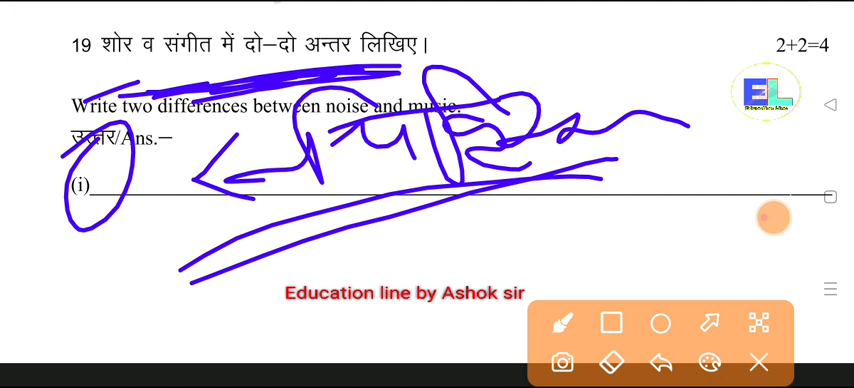 19 शोर व संगीत में दो–दो अन्तर लिखिए।
2+2=4
Write two differences between noise and music.
उत्तर/Ans.–
(i)
EL
Education line by Ashok sir